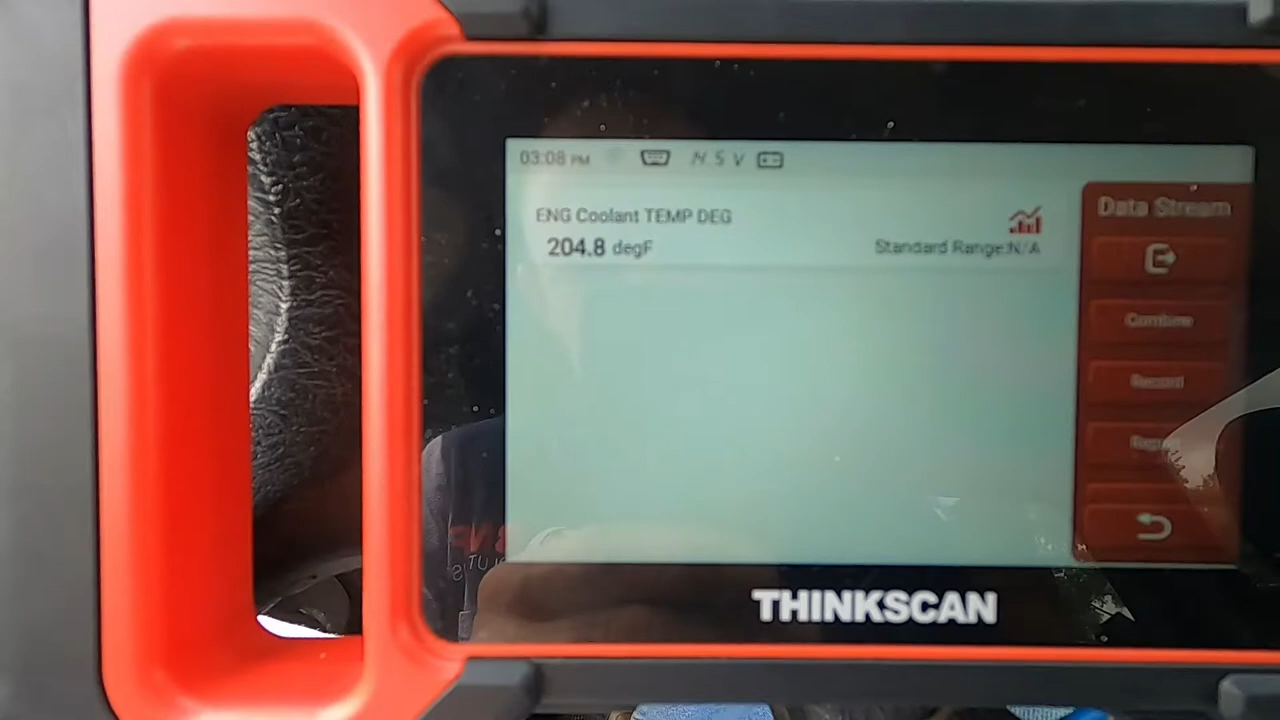 03:08 PM
ENG Coolant TEMP DEG
204.8 degF
Standard Range:N/A
Data Stream
Combine
Record
THINKSCAN